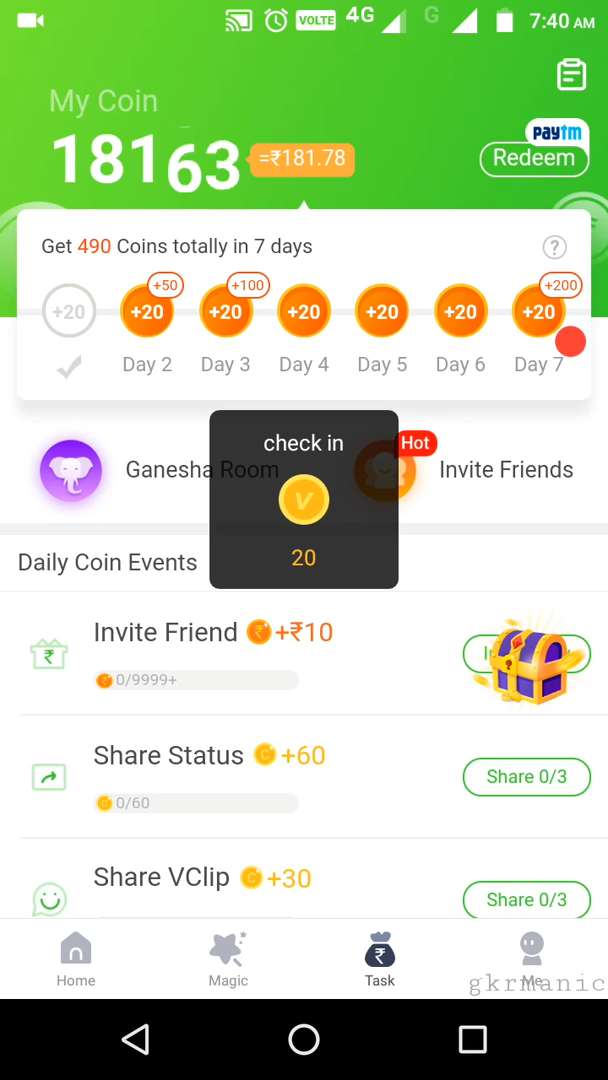 VOLTE 4G G 7:40 AM
My Coin
18163 =₹181.78
paytm
Redeem
Get 490 Coins totally in 7 days ?
+50 +100 +200
+20 +20 +20 +20 +20 +20 +20
Day 2 Day 3 Day 4 Day 5 Day 6 Day 7
check in
Hot
Ganesha Room Invite Friends
V
20
Daily Coin Events
Invite Friend ₹ +₹10
0/9999+
Share Status C +60
Share 0/3
0/60
Share VClip C +30
Share 0/3
Home Magic Task Me
gkrmanic